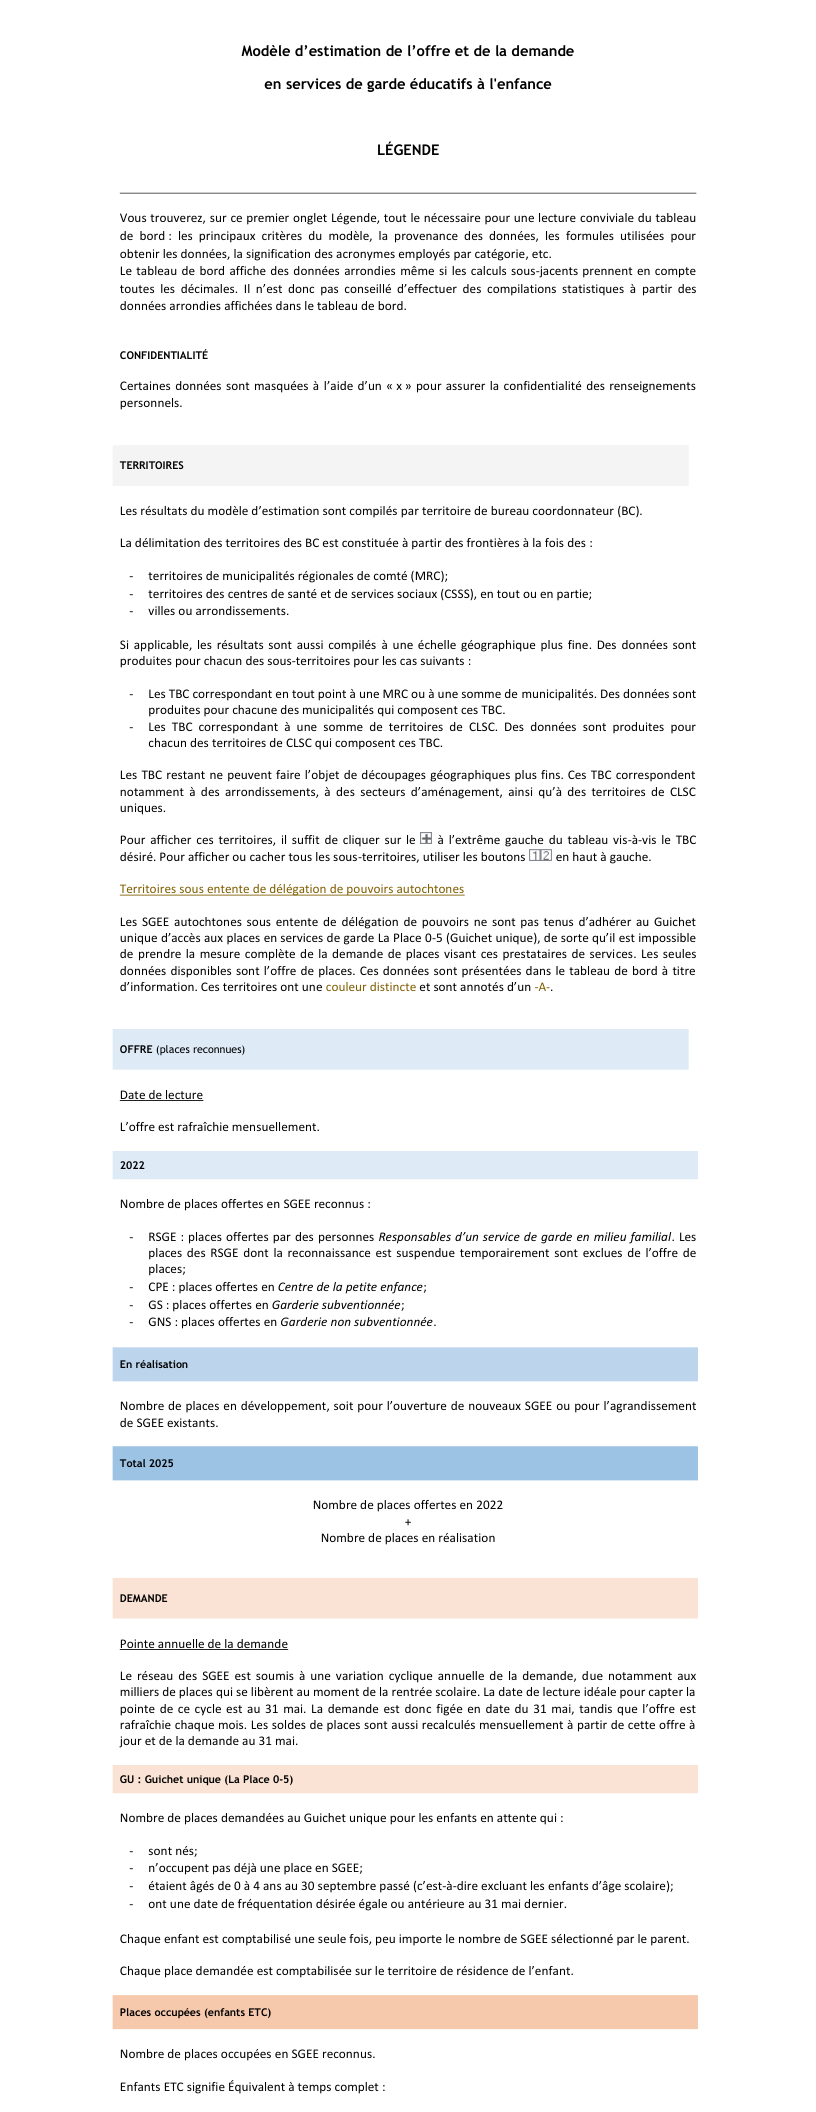 Modèle d’estimation de l’offre et de la demande
en services de garde éducatifs à l'enfance
LÉGENDE
Vous trouverez, sur ce premier onglet Légende, tout le nécessaire pour une lecture conviviale du tableau
de bord : les principaux critères du modèle, la provenance des données, les formules utilisées pour
obtenir les données, la signification des acronymes employés par catégorie, etc.
Le tableau de bord affiche des données arrondies même si les calculs sous-jacents prennent en compte
toutes les décimales. Il n’est donc pas conseillé d’effectuer des compilations statistiques à partir des
données arrondies affichées dans le tableau de bord.
CONFIDENTIALITÉ
Certaines données sont masquées à l’aide d’un « x » pour assurer la confidentialité des renseignements
personnels.
TERRITOIRES
Les résultats du modèle d’estimation sont compilés par territoire de bureau coordonnateur (BC).
La délimitation des territoires des BC est constituée à partir des frontières à la fois des :
- territoires de municipalités régionales de comté (MRC);
- territoires des centres de santé et de services sociaux (CSSS), en tout ou en partie;
- villes ou arrondissements.
Si applicable, les résultats sont aussi compilés à une échelle géographique plus fine. Des données sont
produites pour chacun des sous-territoires pour les cas suivants :
- Les TBC correspondant en tout point à une MRC ou à une somme de municipalités. Des données sont
produites pour chacune des municipalités qui composent ces TBC.
- Les TBC correspondant à une somme de territoires de CLSC. Des données sont produites pour
chacun des territoires de CLSC qui composent ces TBC.
Les TBC restant ne peuvent faire l’objet de découpages géographiques plus fins. Ces TBC correspondent
notamment à des arrondissements, à des secteurs d’aménagement, ainsi qu’à des territoires de CLSC
uniques.
Pour afficher ces territoires, il suffit de cliquer sur le + à l’extrême gauche du tableau vis-à-vis le TBC
désiré. Pour afficher ou cacher tous les sous-territoires, utiliser les boutons 1 2 en haut à gauche.
Territoires sous entente de délégation de pouvoirs autochtones
Les SGEE autochtones sous entente de délégation de pouvoirs ne sont pas tenus d’adhérer au Guichet
unique d’accès aux places en services de garde La Place 0-5 (Guichet unique), de sorte qu’il est impossible
de prendre la mesure complète de la demande de places visant ces prestataires de services. Les seules
données disponibles sont l’offre de places. Ces données sont présentées dans le tableau de bord à titre
d’information. Ces territoires ont une couleur distincte et sont annotés d’un -A-.
OFFRE (places reconnues)
Date de lecture
L’offre est rafraîchie mensuellement.
2022
Nombre de places offertes en SGEE reconnus :
- RSGE : places offertes par des personnes Responsables d’un service de garde en milieu familial. Les
places des RSGE dont la reconnaissance est suspendue temporairement sont exclues de l’offre de
places;
- CPE : places offertes en Centre de la petite enfance;
- GS : places offertes en Garderie subventionnée;
- GNS : places offertes en Garderie non subventionnée.
En réalisation
Nombre de places en développement, soit pour l’ouverture de nouveaux SGEE ou pour l’agrandissement
de SGEE existants.
Total 2025
Nombre de places offertes en 2022
+
Nombre de places en réalisation
DEMANDE
Pointe annuelle de la demande
Le réseau des SGEE est soumis à une variation cyclique annuelle de la demande, due notamment aux
milliers de places qui se libèrent au moment de la rentrée scolaire. La date de lecture idéale pour capter la
pointe de ce cycle est au 31 mai. La demande est donc figée en date du 31 mai, tandis que l’offre est
rafraîchie chaque mois. Les soldes de places sont aussi recalculés mensuellement à partir de cette offre à
jour et de la demande au 31 mai.
GU : Guichet unique (La Place 0-5)
Nombre de places demandées au Guichet unique pour les enfants en attente qui :
- sont nés;
- n’occupent pas déjà une place en SGEE;
- étaient âgés de 0 à 4 ans au 30 septembre passé (c’est-à-dire excluant les enfants d’âge scolaire);
- ont une date de fréquentation désirée égale ou antérieure au 31 mai dernier.
Chaque enfant est comptabilisé une seule fois, peu importe le nombre de SGEE sélectionné par le parent.
Chaque place demandée est comptabilisée sur le territoire de résidence de l’enfant.
Places occupées (enfants ETC)
Nombre de places occupées en SGEE reconnus.
Enfants ETC signifie Équivalent à temps complet :